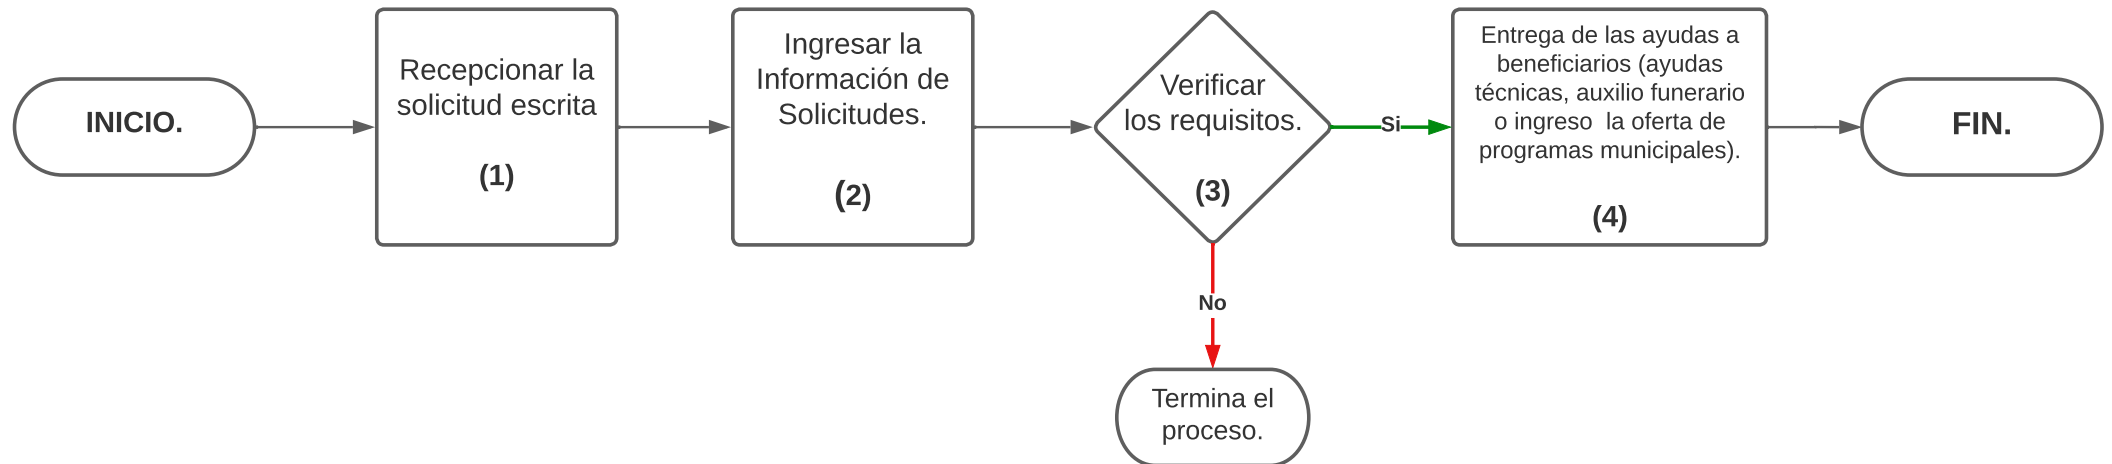 INICIO.
Recepcionar la
solicitud escrita
(1)
Ingresar la
Información de
Solicitudes.
(2)
Verificar
los requisitos.
(3)
Si
No
Termina el
proceso.
Entrega de las ayudas a
beneficiarios (ayudas
técnicas, auxilio funerario
o ingreso  la oferta de
programas municipales).
(4)
FIN.